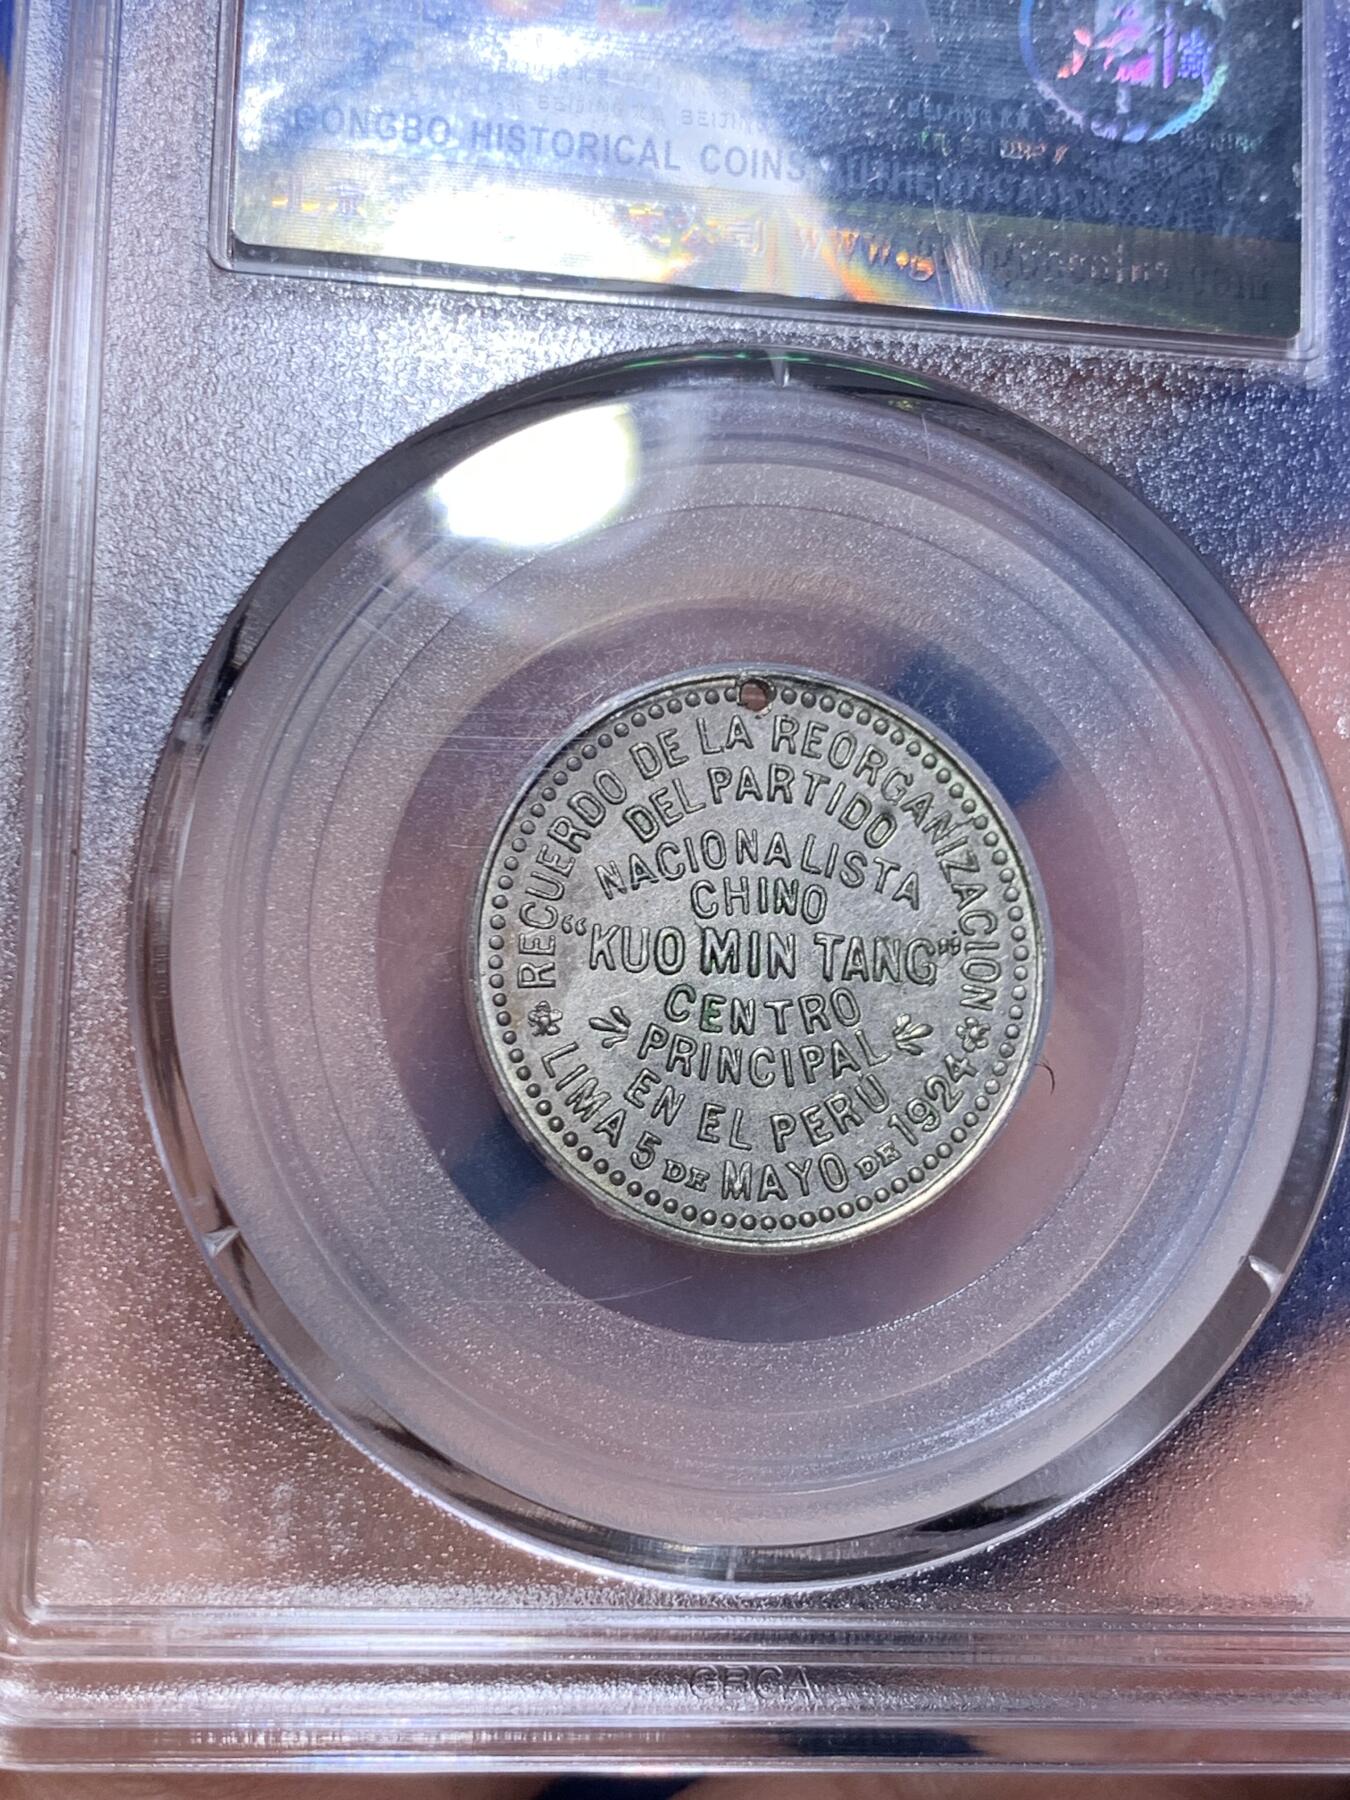 GONGBO HISTORICAL COINS AUTHENTICATION
RECUERDO DE LA REORGANIZACION
DEL PARTIDO
NACIONALISTA
CHINO
"KUO MIN TANG"
CENTRO
PRINCIPAL
EN EL PERU
LIMA 5 DE MAYO DE 1924
GBCA